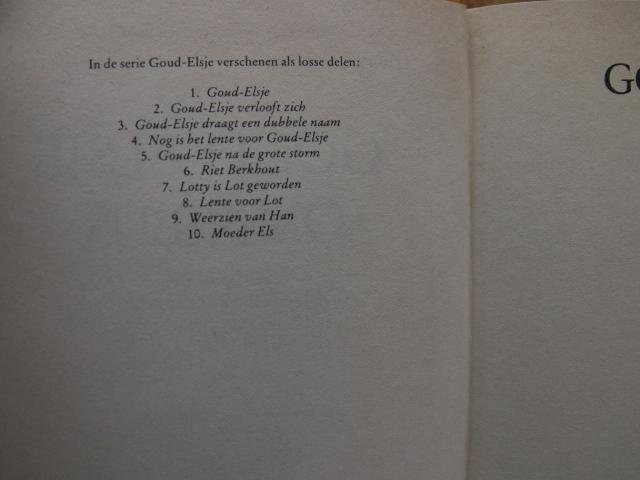 In de serie Goud-Elsje verschenen als losse delen:
1. Goud-Elsje
2. Goud-Elsje verlooft zich
3. Goud-Elsje draagt een dubbele naam
4. Nog is het lente voor Goud-Elsje
5. Goud-Elsje na de grote storm
6. Riet Berkhout
7. Lotty is Lot geworden
8. Lente voor Lot
9. Weerzien van Han
10. Moeder Els